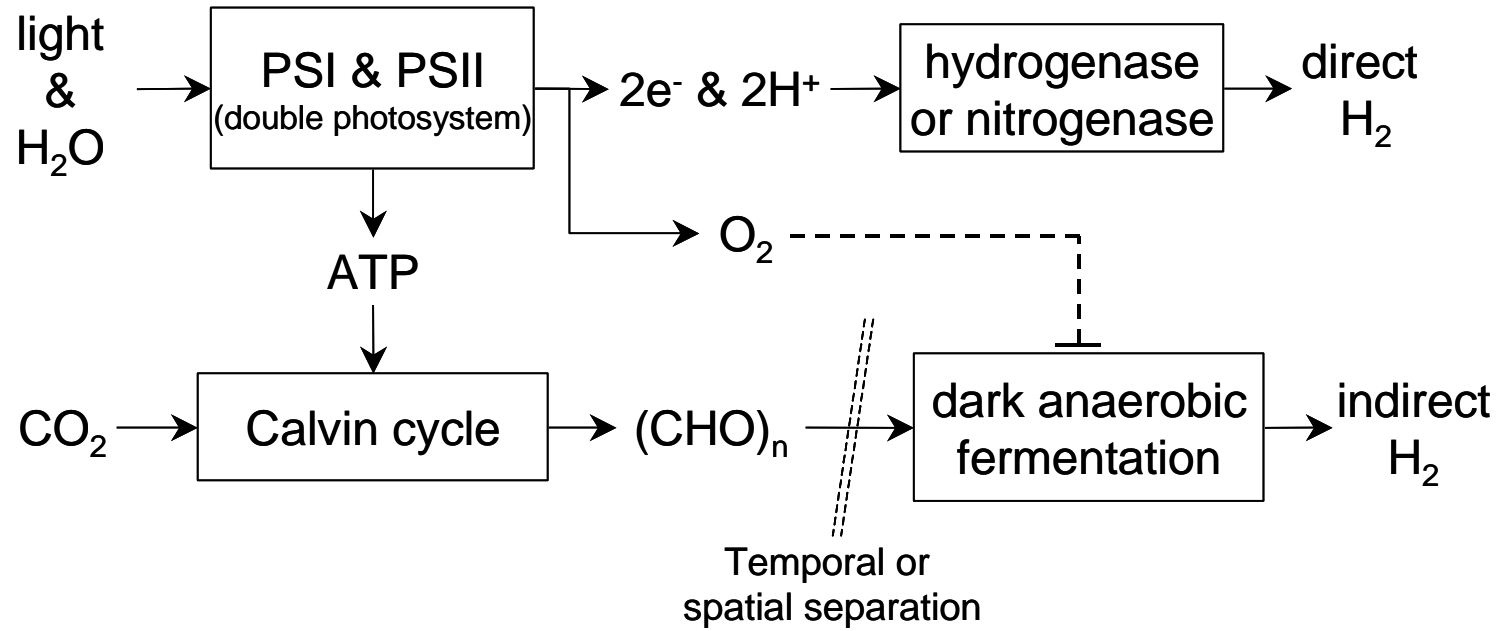 light
&
H₂O
PSI & PSII
(double photosystem)
2e⁻ & 2H⁺
hydrogenase
or nitrogenase
direct
H₂
O₂
ATP
CO₂
Calvin cycle
(CHO)ₙ
dark anaerobic
fermentation
indirect
H₂
Temporal or
spatial separation